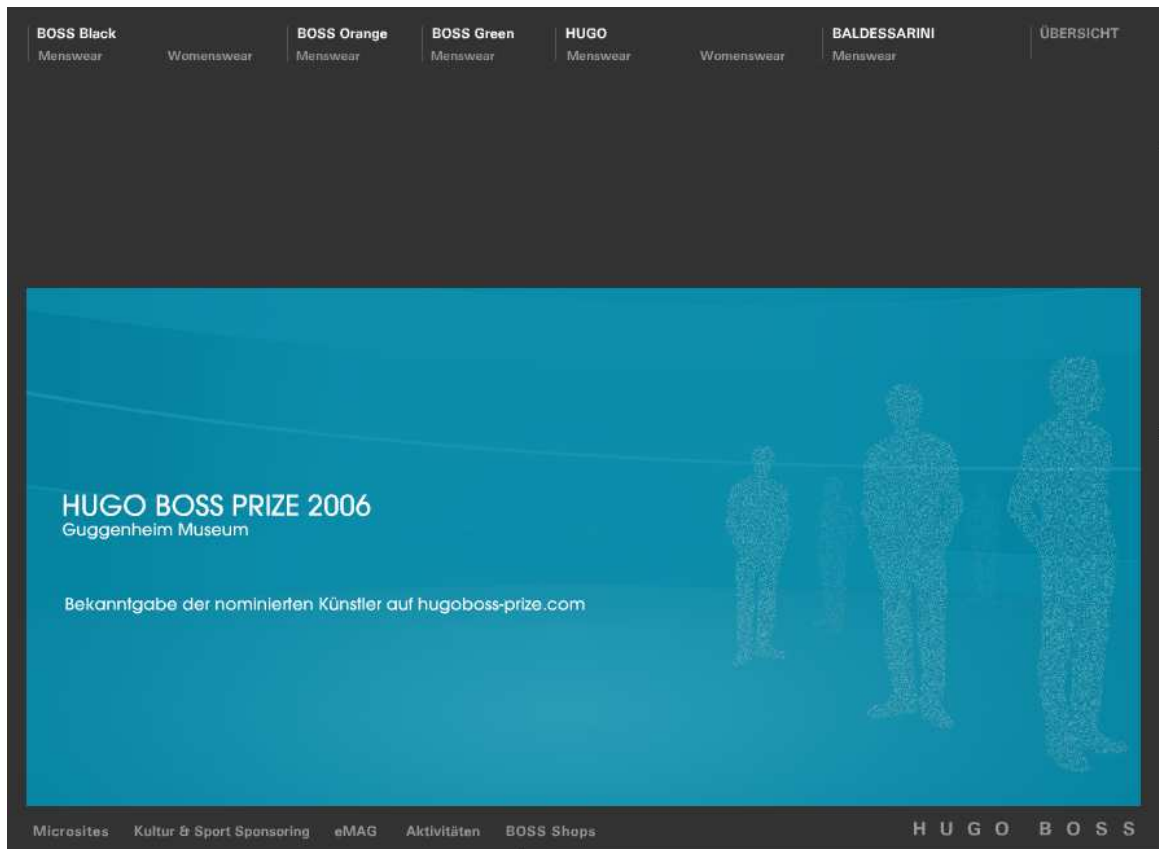 BOSS Black BOSS Orange BOSS Green HUGO BALDESSARINI ÜBERSICHT
Menswear Womenswear Menswear Menswear Menswear Womenswear Menswear
HUGO BOSS PRIZE 2006
Guggenheim Museum
Bekanntgabe der nominierten Künstler auf hugoboss-prize.com
Microsites Kultur & Sport Sponsoring eMAG Aktivitäten BOSS Shops HUGO BOSS